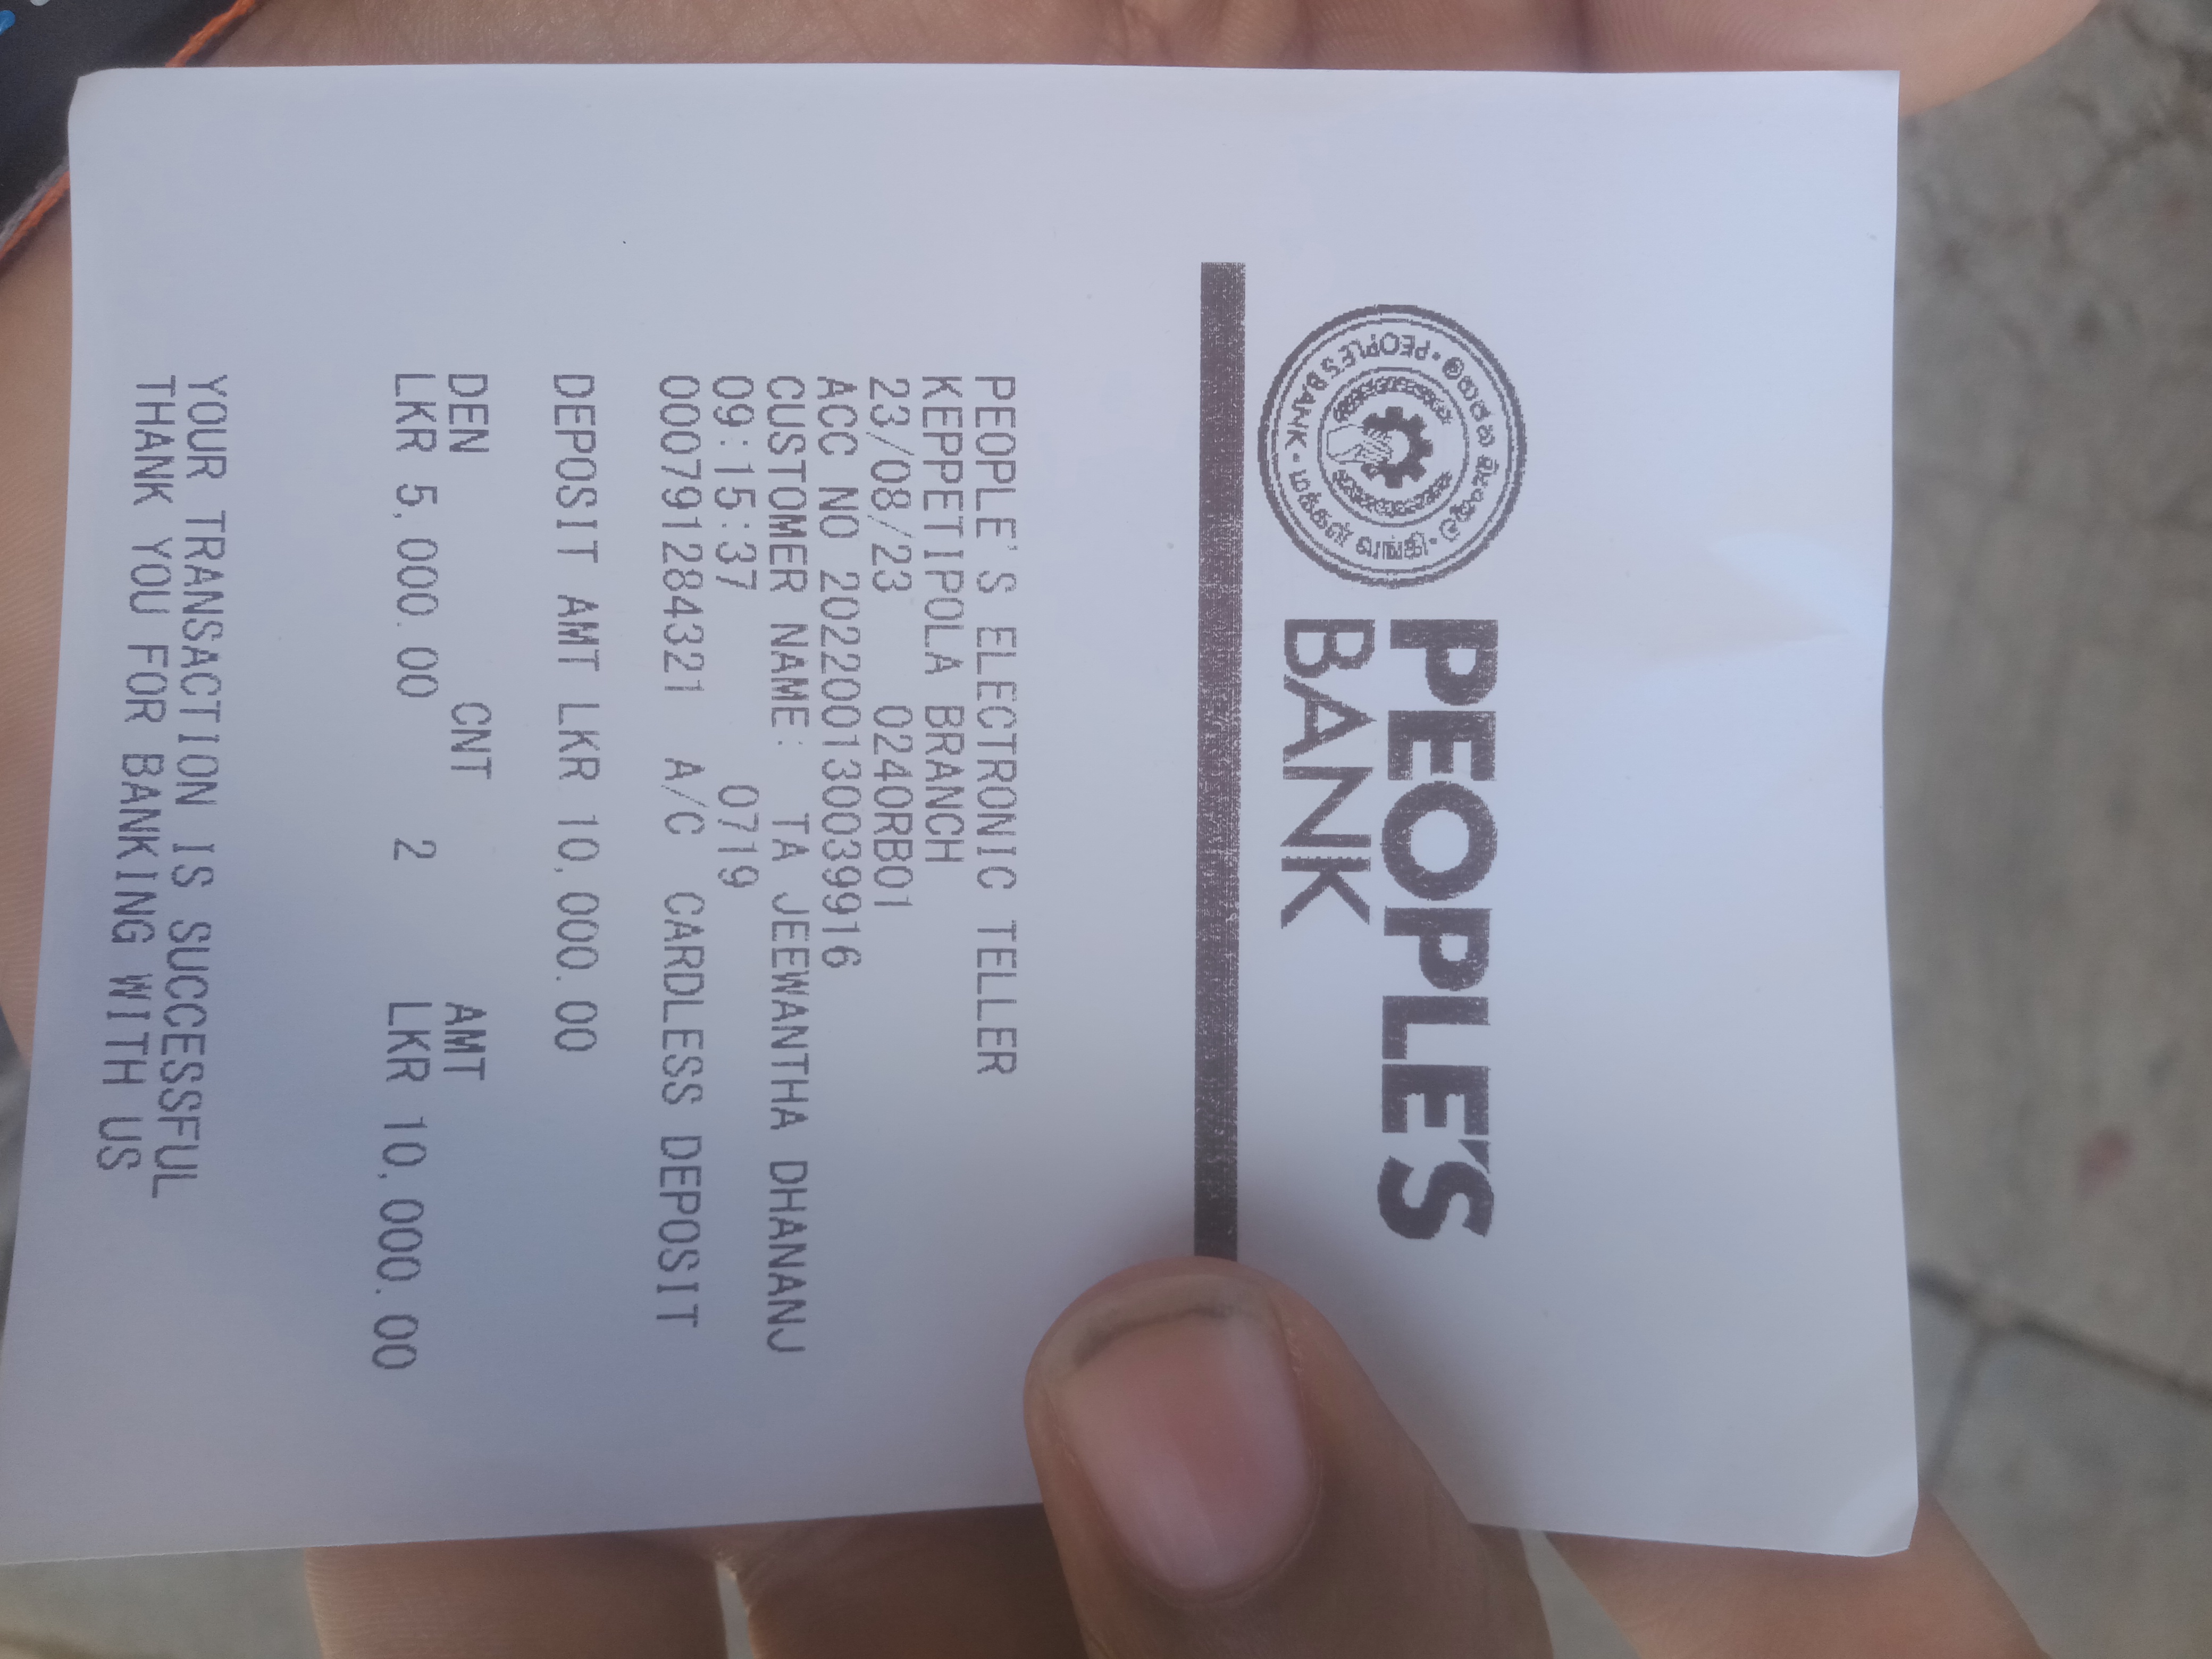 PEOPLE'S
BANK
PEOPLE'S BANK
PEOPLE'S ELECTRONIC TELLER
KEPPETIPOLA BRANCH
23/08/23 0240RB01
ACC NO 202200130039916
CUSTOMER NAME: TA JEEWANTHA DHANANJ
09:15:37 0719
000791284321 A/C CARDLESS DEPOSIT
DEPOSIT AMT LKR 10,000.00
DEN CNT AMT
LKR 5,000.00 2 LKR 10,000.00
YOUR TRANSACTION IS SUCCESSFUL
THANK YOU FOR BANKING WITH US